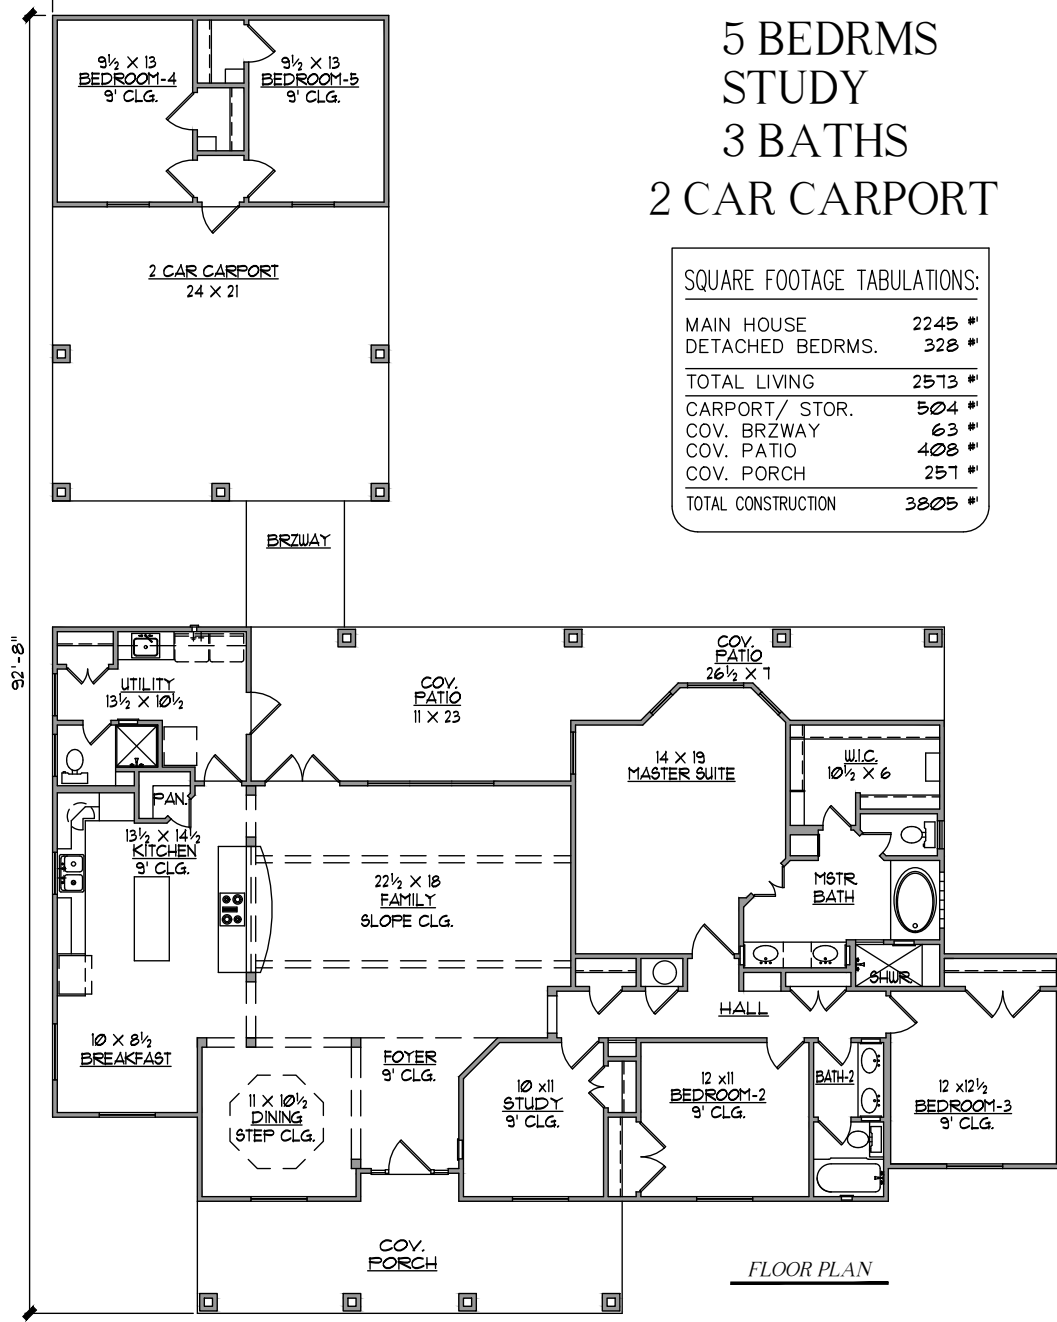 5 BEDRMS
STUDY
3 BATHS
2 CAR CARPORT
SQUARE FOOTAGE TABULATIONS:
MAIN HOUSE 2245 #'
DETACHED BEDRMS. 328 #'
TOTAL LIVING 2573 #'
CARPORT/ STOR. 504 #'
COV. BRZWAY 63 #'
COV. PATIO 408 #'
COV. PORCH 257 #'
TOTAL CONSTRUCTION 3805 #'
9½ X 13
BEDROOM-4
9' CLG.
9½ X 13
BEDROOM-5
9' CLG.
2 CAR CARPORT
24 X 21
BRZWAY
92'-8"
UTILITY
13½ X 10½
COV.
PATIO
11 X 23
COV.
PATIO
26½ X 7
14 X 19
MASTER SUITE
W.I.C.
10½ X 6
PAN.
13½ X 14½
KITCHEN
9' CLG.
22½ X 18
FAMILY
SLOPE CLG.
MSTR
BATH
SHWR.
HALL
10 X 8½
BREAKFAST
FOYER
9' CLG.
11 X 10½
DINING
STEP CLG.
10 x11
STUDY
9' CLG.
12 x11
BEDROOM-2
9' CLG.
BATH-2
12 x12½
BEDROOM-3
9' CLG.
COV.
PORCH
FLOOR PLAN